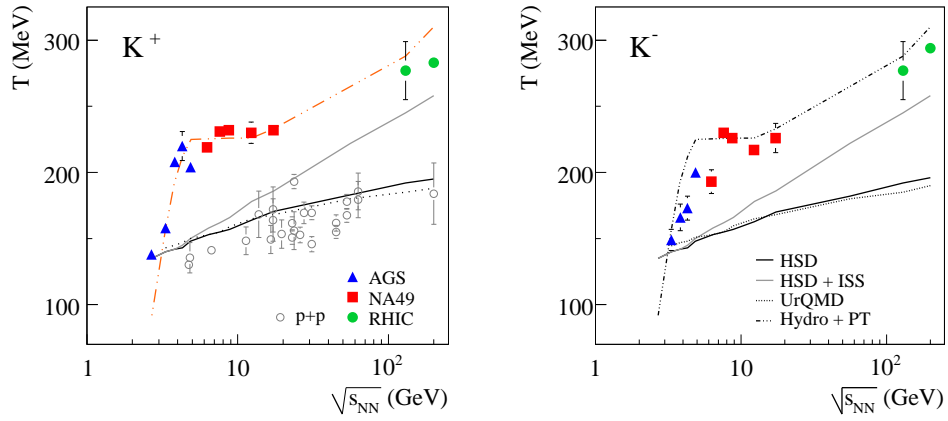 T (MeV)
K+
300
200
100
AGS
NA49
p+p
RHIC
1
10
10²
√sNN (GeV)
T (MeV)
K-
300
200
100
HSD
HSD + ISS
UrQMD
Hydro + PT
1
10
10²
√sNN (GeV)